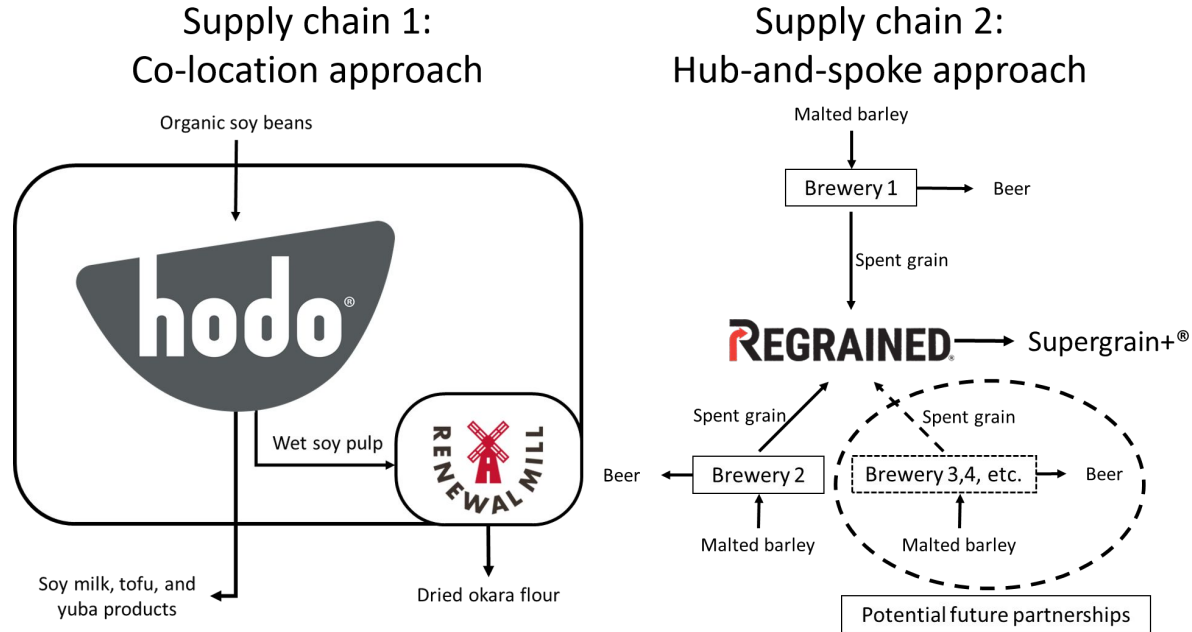 Supply chain 1:
Co-location approach
Organic soy beans
hodo®
Wet soy pulp
RENEWAL MILL
Soy milk, tofu, and
yuba products
Dried okara flour
Supply chain 2:
Hub-and-spoke approach
Malted barley
Brewery 1
Beer
Spent grain
REGRAINED®
Supergrain+®
Spent grain
Spent grain
Beer
Brewery 2
Brewery 3,4, etc.
Beer
Malted barley
Malted barley
Potential future partnerships